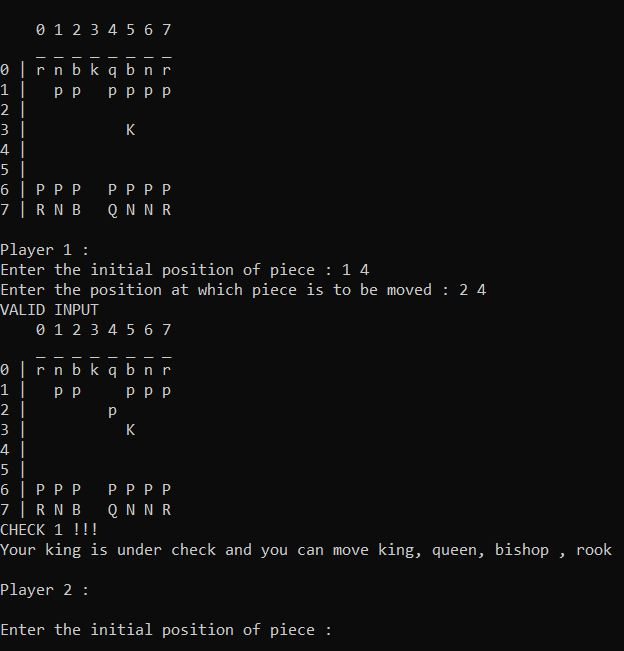 0 1 2 3 4 5 6 7
    _ _ _ _ _ _ _ _
0 | r n b k q b n r
1 |   p p   p p p p
2 |
3 |           K
4 |
5 |
6 | P P P   P P P P
7 | R N B   Q N N R
Player 1 :
Enter the initial position of piece : 1 4
Enter the position at which piece is to be moved : 2 4
VALID INPUT
    0 1 2 3 4 5 6 7
    _ _ _ _ _ _ _ _
0 | r n b k q b n r
1 |   p p     p p p
2 |         p
3 |           K
4 |
5 |
6 | P P P   P P P P
7 | R N B   Q N N R
CHECK 1 !!!
Your king is under check and you can move king, queen, bishop , rook
Player 2 :
Enter the initial position of piece :